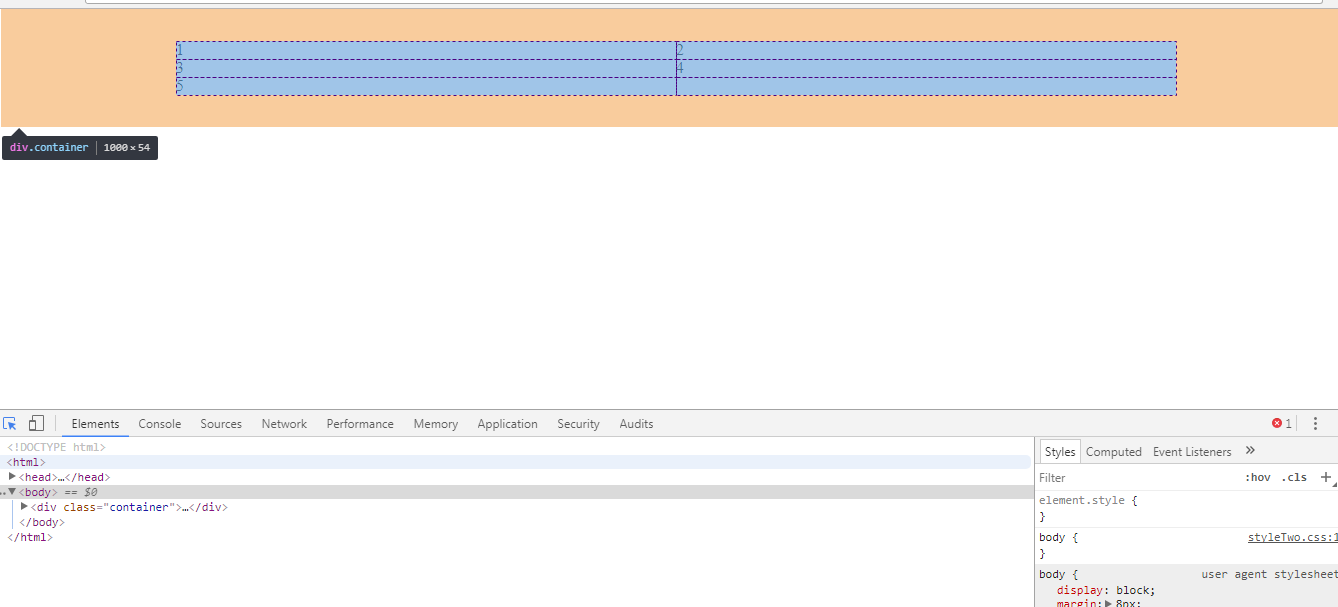 1 2
3 4
5
div.container 1000 × 54
Elements Console Sources Network Performance Memory Application Security Audits 1
<!DOCTYPE html>
<html>
<head>…</head>
<body> == $0
<div class="container">…</div>
</body>
</html>
Styles Computed Event Listeners »
Filter :hov .cls +
element.style {
}
body { styleTwo.css:1
}
body { user agent stylesheet
display: block;
margin: 8px;